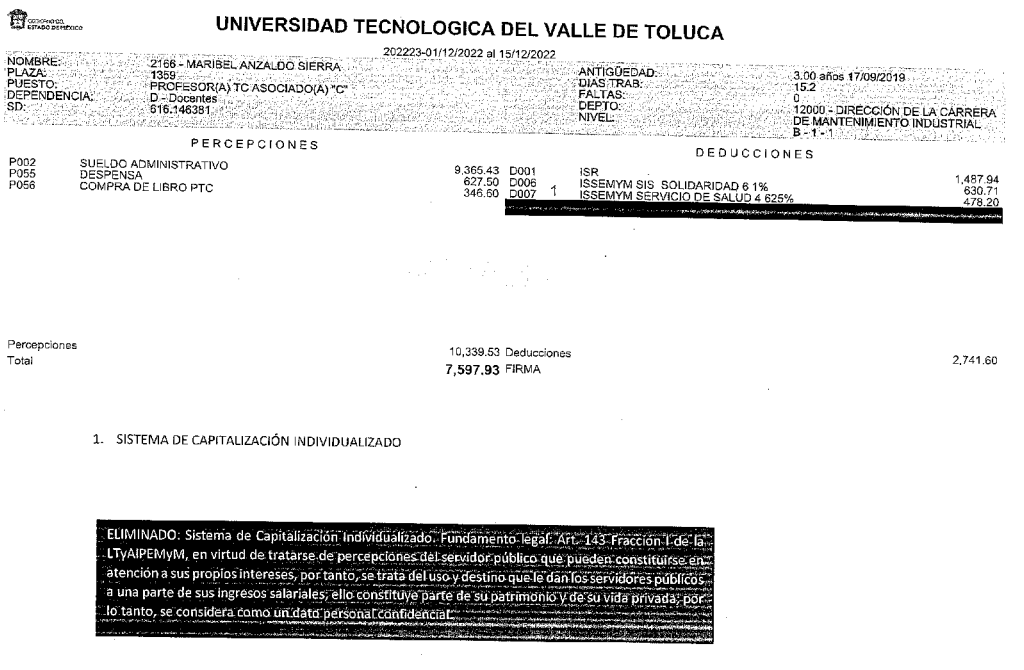 GOBIERNO DEL
ESTADO DE MÉXICO
UNIVERSIDAD TECNOLOGICA DEL VALLE DE TOLUCA
202223-01/12/2022 al 15/12/2022
NOMBRE: 2166 - MARIBEL ANZALDO SIERRA ANTIGÜEDAD: 3.00 años 17/09/2019
PLAZA: 1359 DIAS TRAB: 15.2
PUESTO: PROFESOR(A) TC ASOCIADO(A) "C" FALTAS: 0
DEPENDENCIA: D - Docentes DEPTO: 12000 - DIRECCIÓN DE LA CARRERA
DE MANTENIMIENTO INDUSTRIAL
SD: 616.146381 NIVEL: B - 1 - 1
PERCEPCIONES DEDUCCIONES
P002 SUELDO ADMINISTRATIVO 9,365.43 D001 ISR 1,487.94
P055 DESPENSA 627.50 D006 ISSEMYM SIS SOLIDARIDAD 6 1% 630.71
P056 COMPRA DE LIBRO PTC 346.60 D007 1 ISSEMYM SERVICIO DE SALUD 4 625% 478.20
Percepciones 10,339.53 Deducciones 2,741.60
Total 7,597.93 FIRMA
1. SISTEMA DE CAPITALIZACIÓN INDIVIDUALIZADO
ELIMINADO: Sistema de Capitalización Individualizado. Fundamento legal: Art. 143 Fracción I de la
LTyAIPEMyM, en virtud de tratarse de percepciones del servidor público que pueden constituirse en
atención a sus propios intereses, por tanto, se trata del uso y destino que le dan los servidores públicos
a una parte de sus ingresos salariales, ello constituye parte de su patrimonio y de su vida privada, por
lo tanto, se considera como un dato personal confidencial.